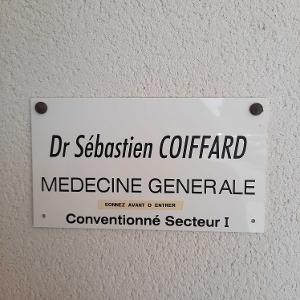 Dr Sébastien COIFFARD
MEDECINE GENERALE
SONNEZ AVANT D ENTRER
Conventionné Secteur I